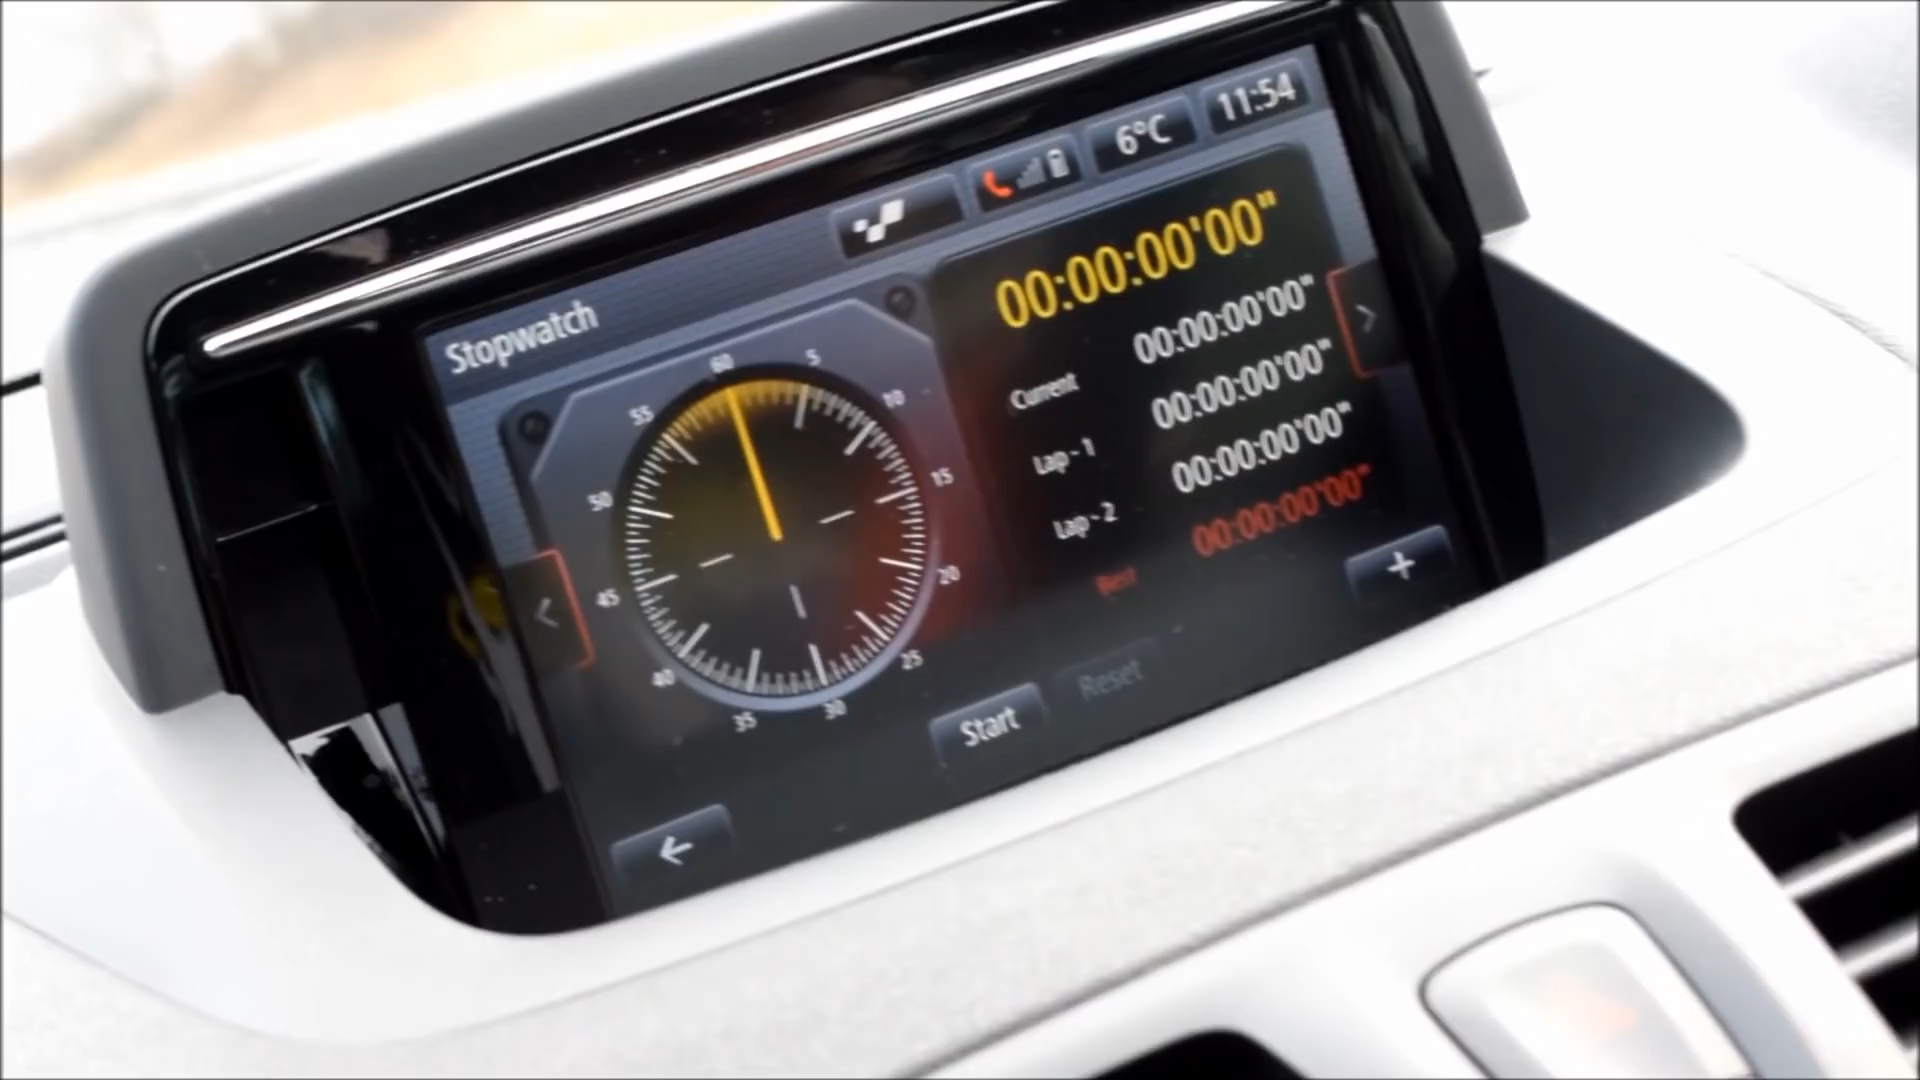 11:54
6°C
Stopwatch
00:00:00'00"
Current 00:00:00'00"
Lap - 1 00:00:00'00"
Lap - 2 00:00:00'00"
Best 00:00:00'00"
60
5
10
15
20
25
30
35
40
45
50
55
+
Start
Reset